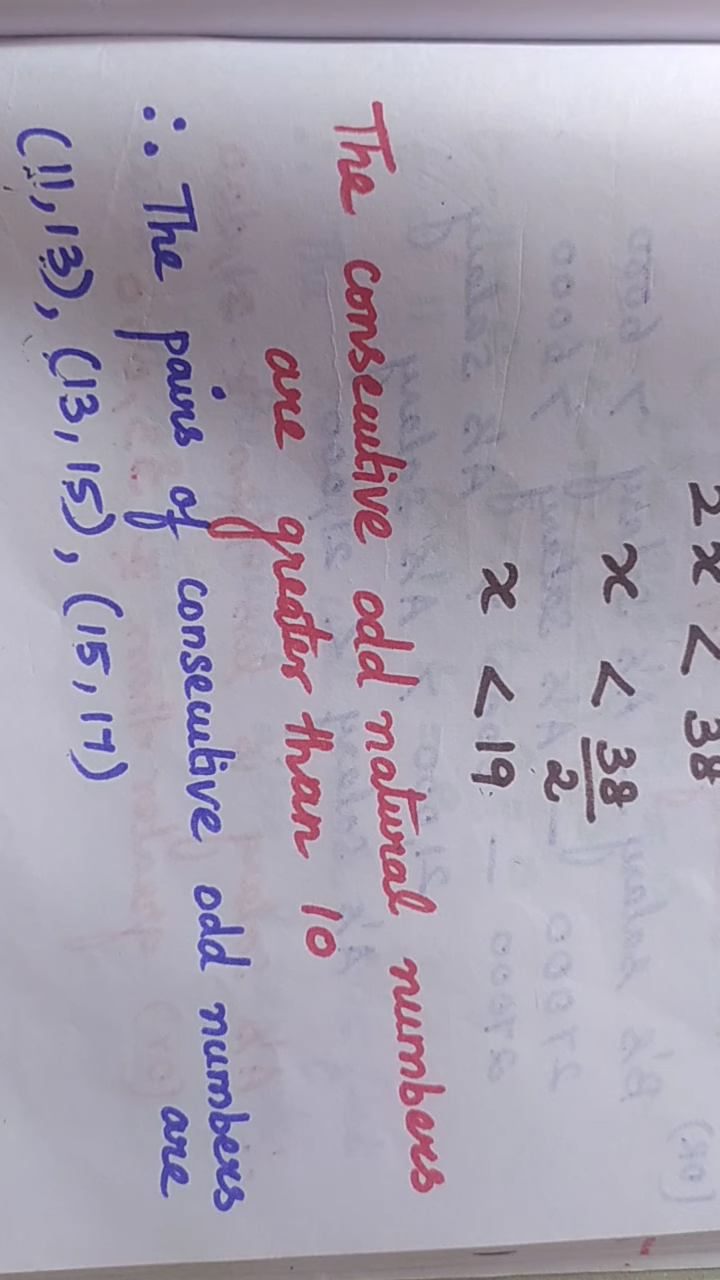 2x < 38
x < 38/2
x < 19
The consecutive odd natural numbers
are greater than 10
∴ The pairs of consecutive odd numbers
are
(11, 13), (13, 15), (15, 17)